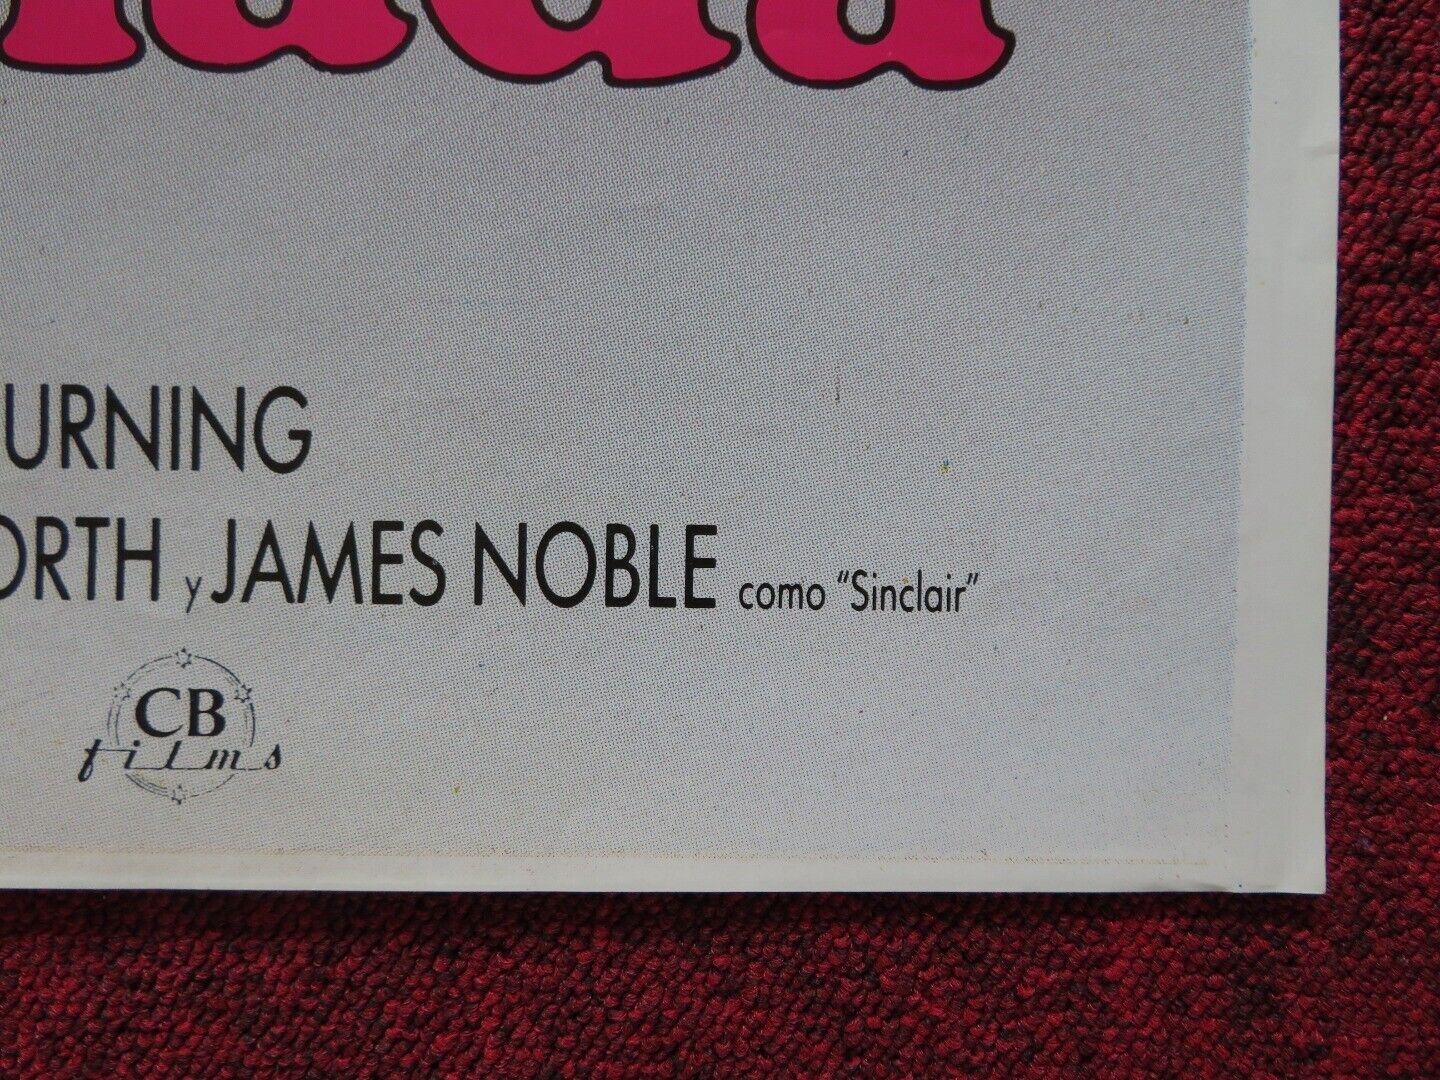 URNING
ORTH y JAMES NOBLE como "Sinclair"
CB
films